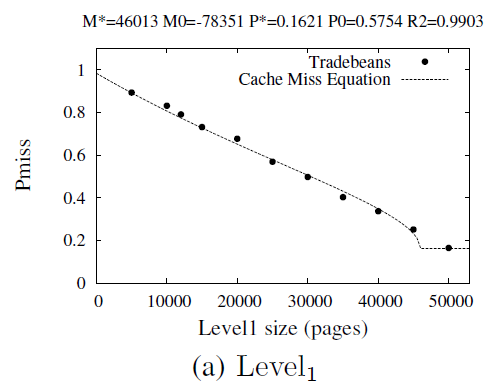 M*=46013 M0=-78351 P*=0.1621 P0=0.5754 R2=0.9903
Tradebeans
Cache Miss Equation
Pmiss
1
0.8
0.6
0.4
0.2
0
0 10000 20000 30000 40000 50000
Level1 size (pages)
(a) Level₁